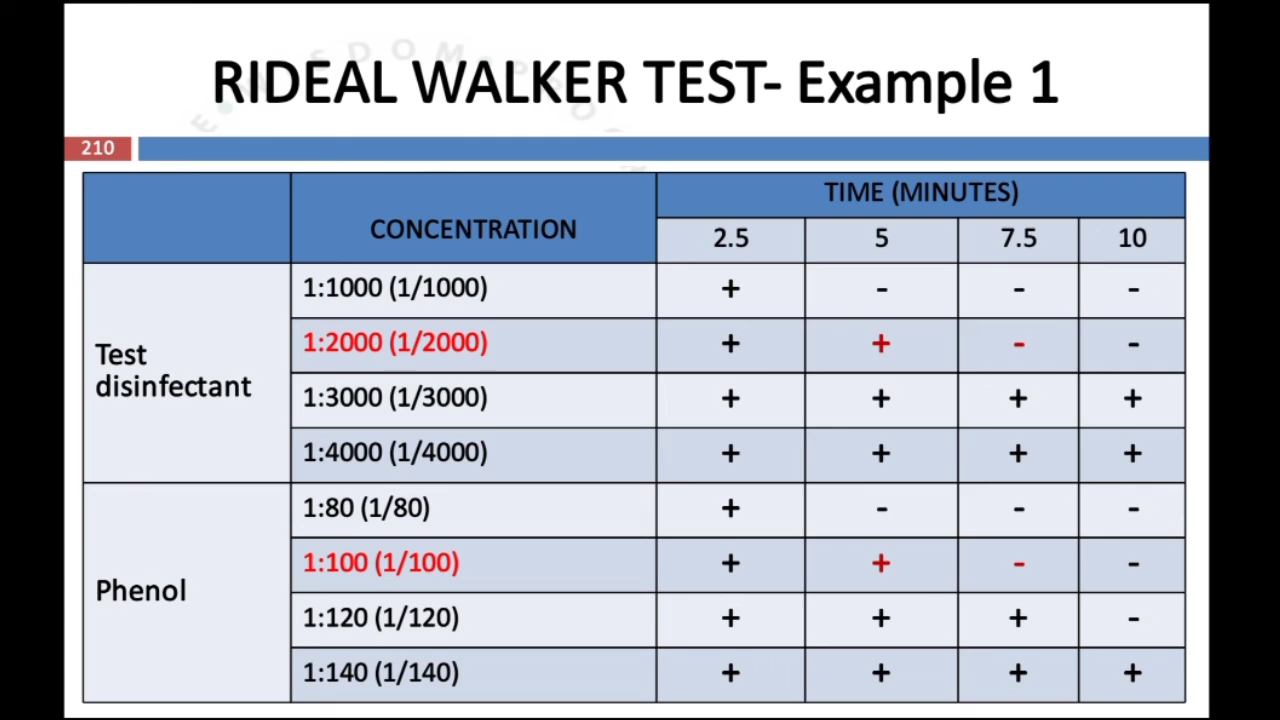 RIDEAL WALKER TEST- Example 1
210
CONCENTRATION
TIME (MINUTES)
2.5 5 7.5 10
Test
disinfectant
1:1000 (1/1000) + - - -
1:2000 (1/2000) + + - -
1:3000 (1/3000) + + + +
1:4000 (1/4000) + + + +
Phenol
1:80 (1/80) + - - -
1:100 (1/100) + + - -
1:120 (1/120) + + + -
1:140 (1/140) + + + +